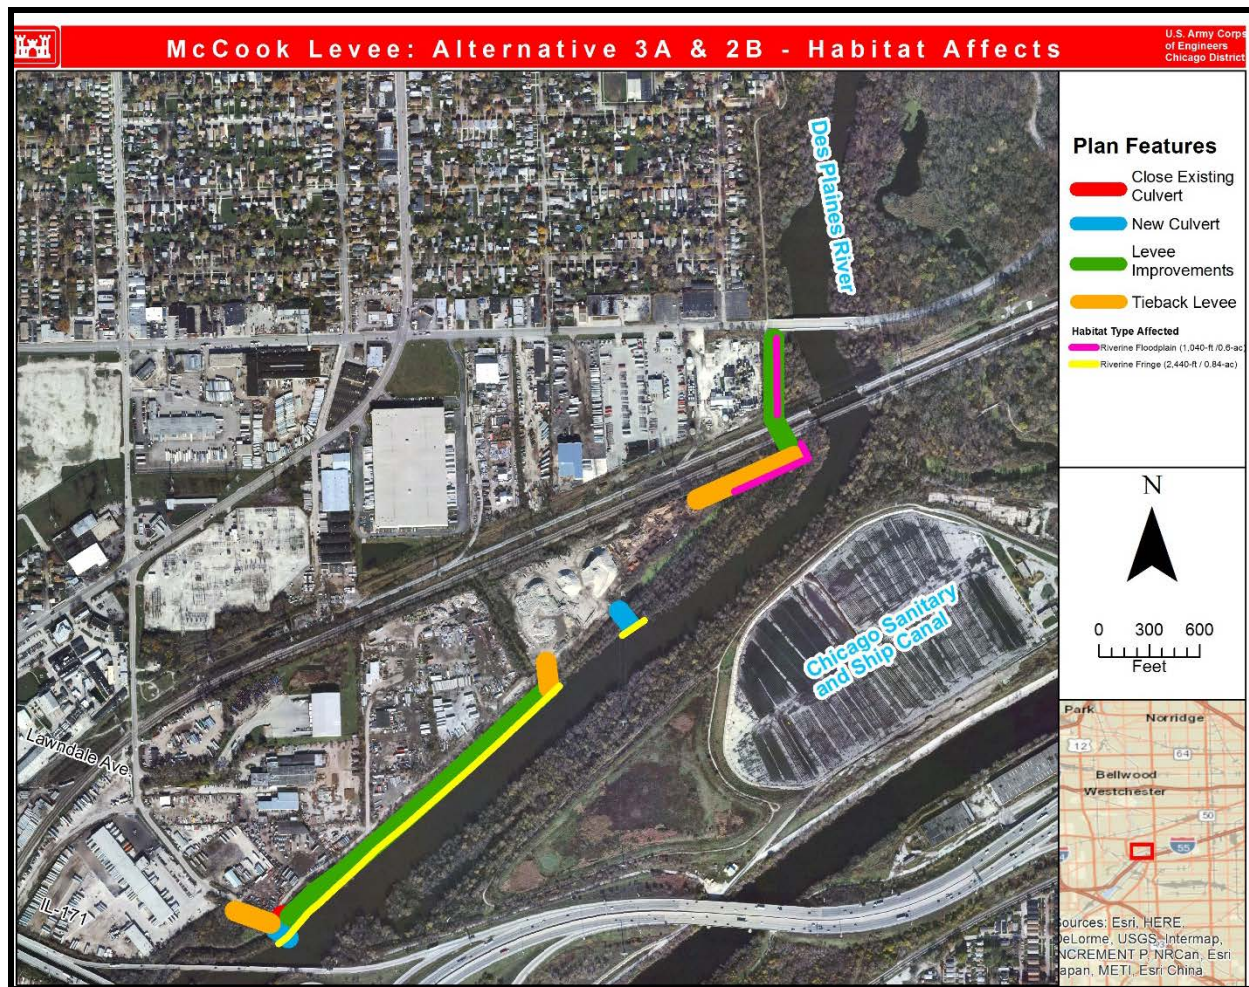 McCook Levee: Alternative 3A & 2B - Habitat Affects
U.S. Army Corps
of Engineers
Chicago District
Des Plaines River
Chicago Sanitary
and Ship Canal
Lawndale Ave.
IL-171
Plan Features
Close Existing
Culvert
New Culvert
Levee
Improvements
Tieback Levee
Habitat Type Affected
Riverine Floodplain (1,040-ft /0.6-ac)
Riverine Fringe (2,440-ft / 0.84-ac)
N
0 300 600
Feet
Park
Norridge
12
64
Bellwood
Westchester
50
55
Sources: Esri, HERE,
DeLorme, USGS, Intermap,
INCREMENT P, NRCan, Esri
Japan, METI, Esri China